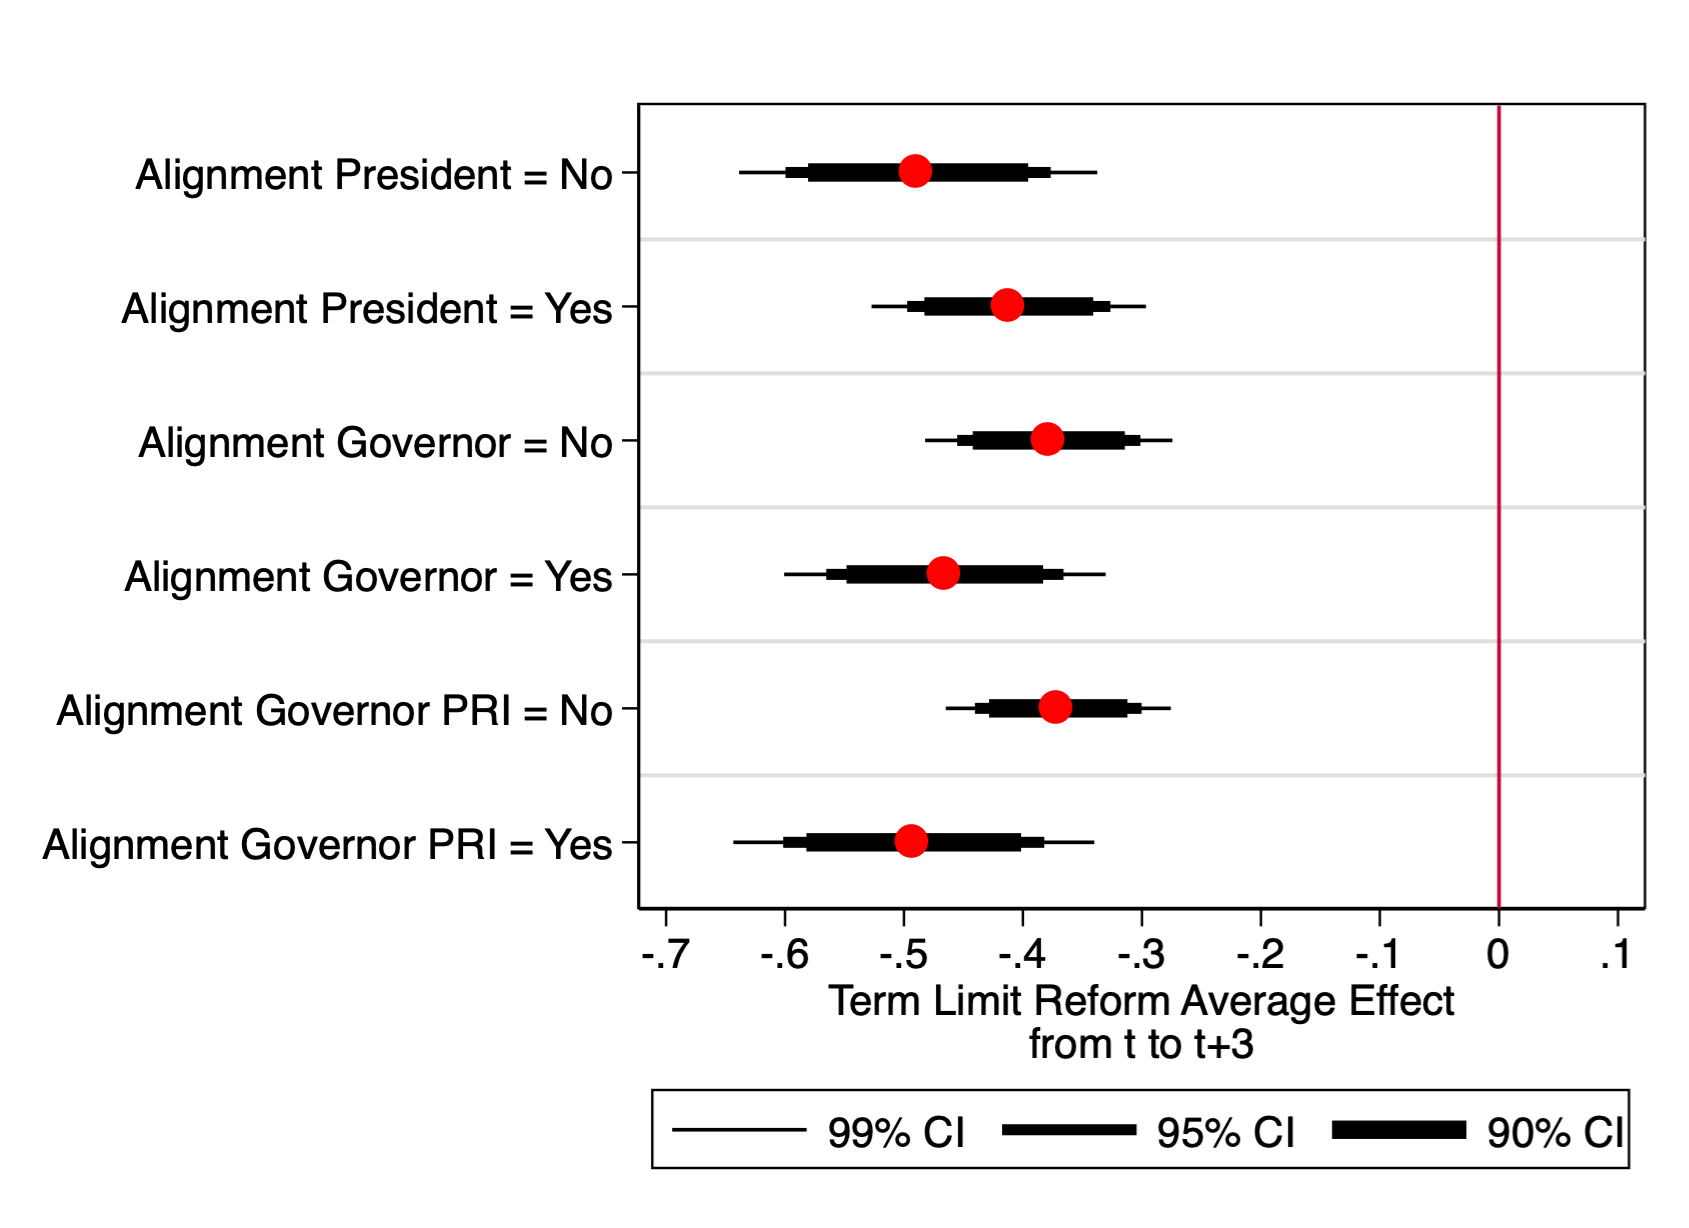 Alignment President = No
Alignment President = Yes
Alignment Governor = No
Alignment Governor = Yes
Alignment Governor PRI = No
Alignment Governor PRI = Yes
-.7 -.6 -.5 -.4 -.3 -.2 -.1 0 .1
Term Limit Reform Average Effect
from t to t+3
99% CI 95% CI 90% CI